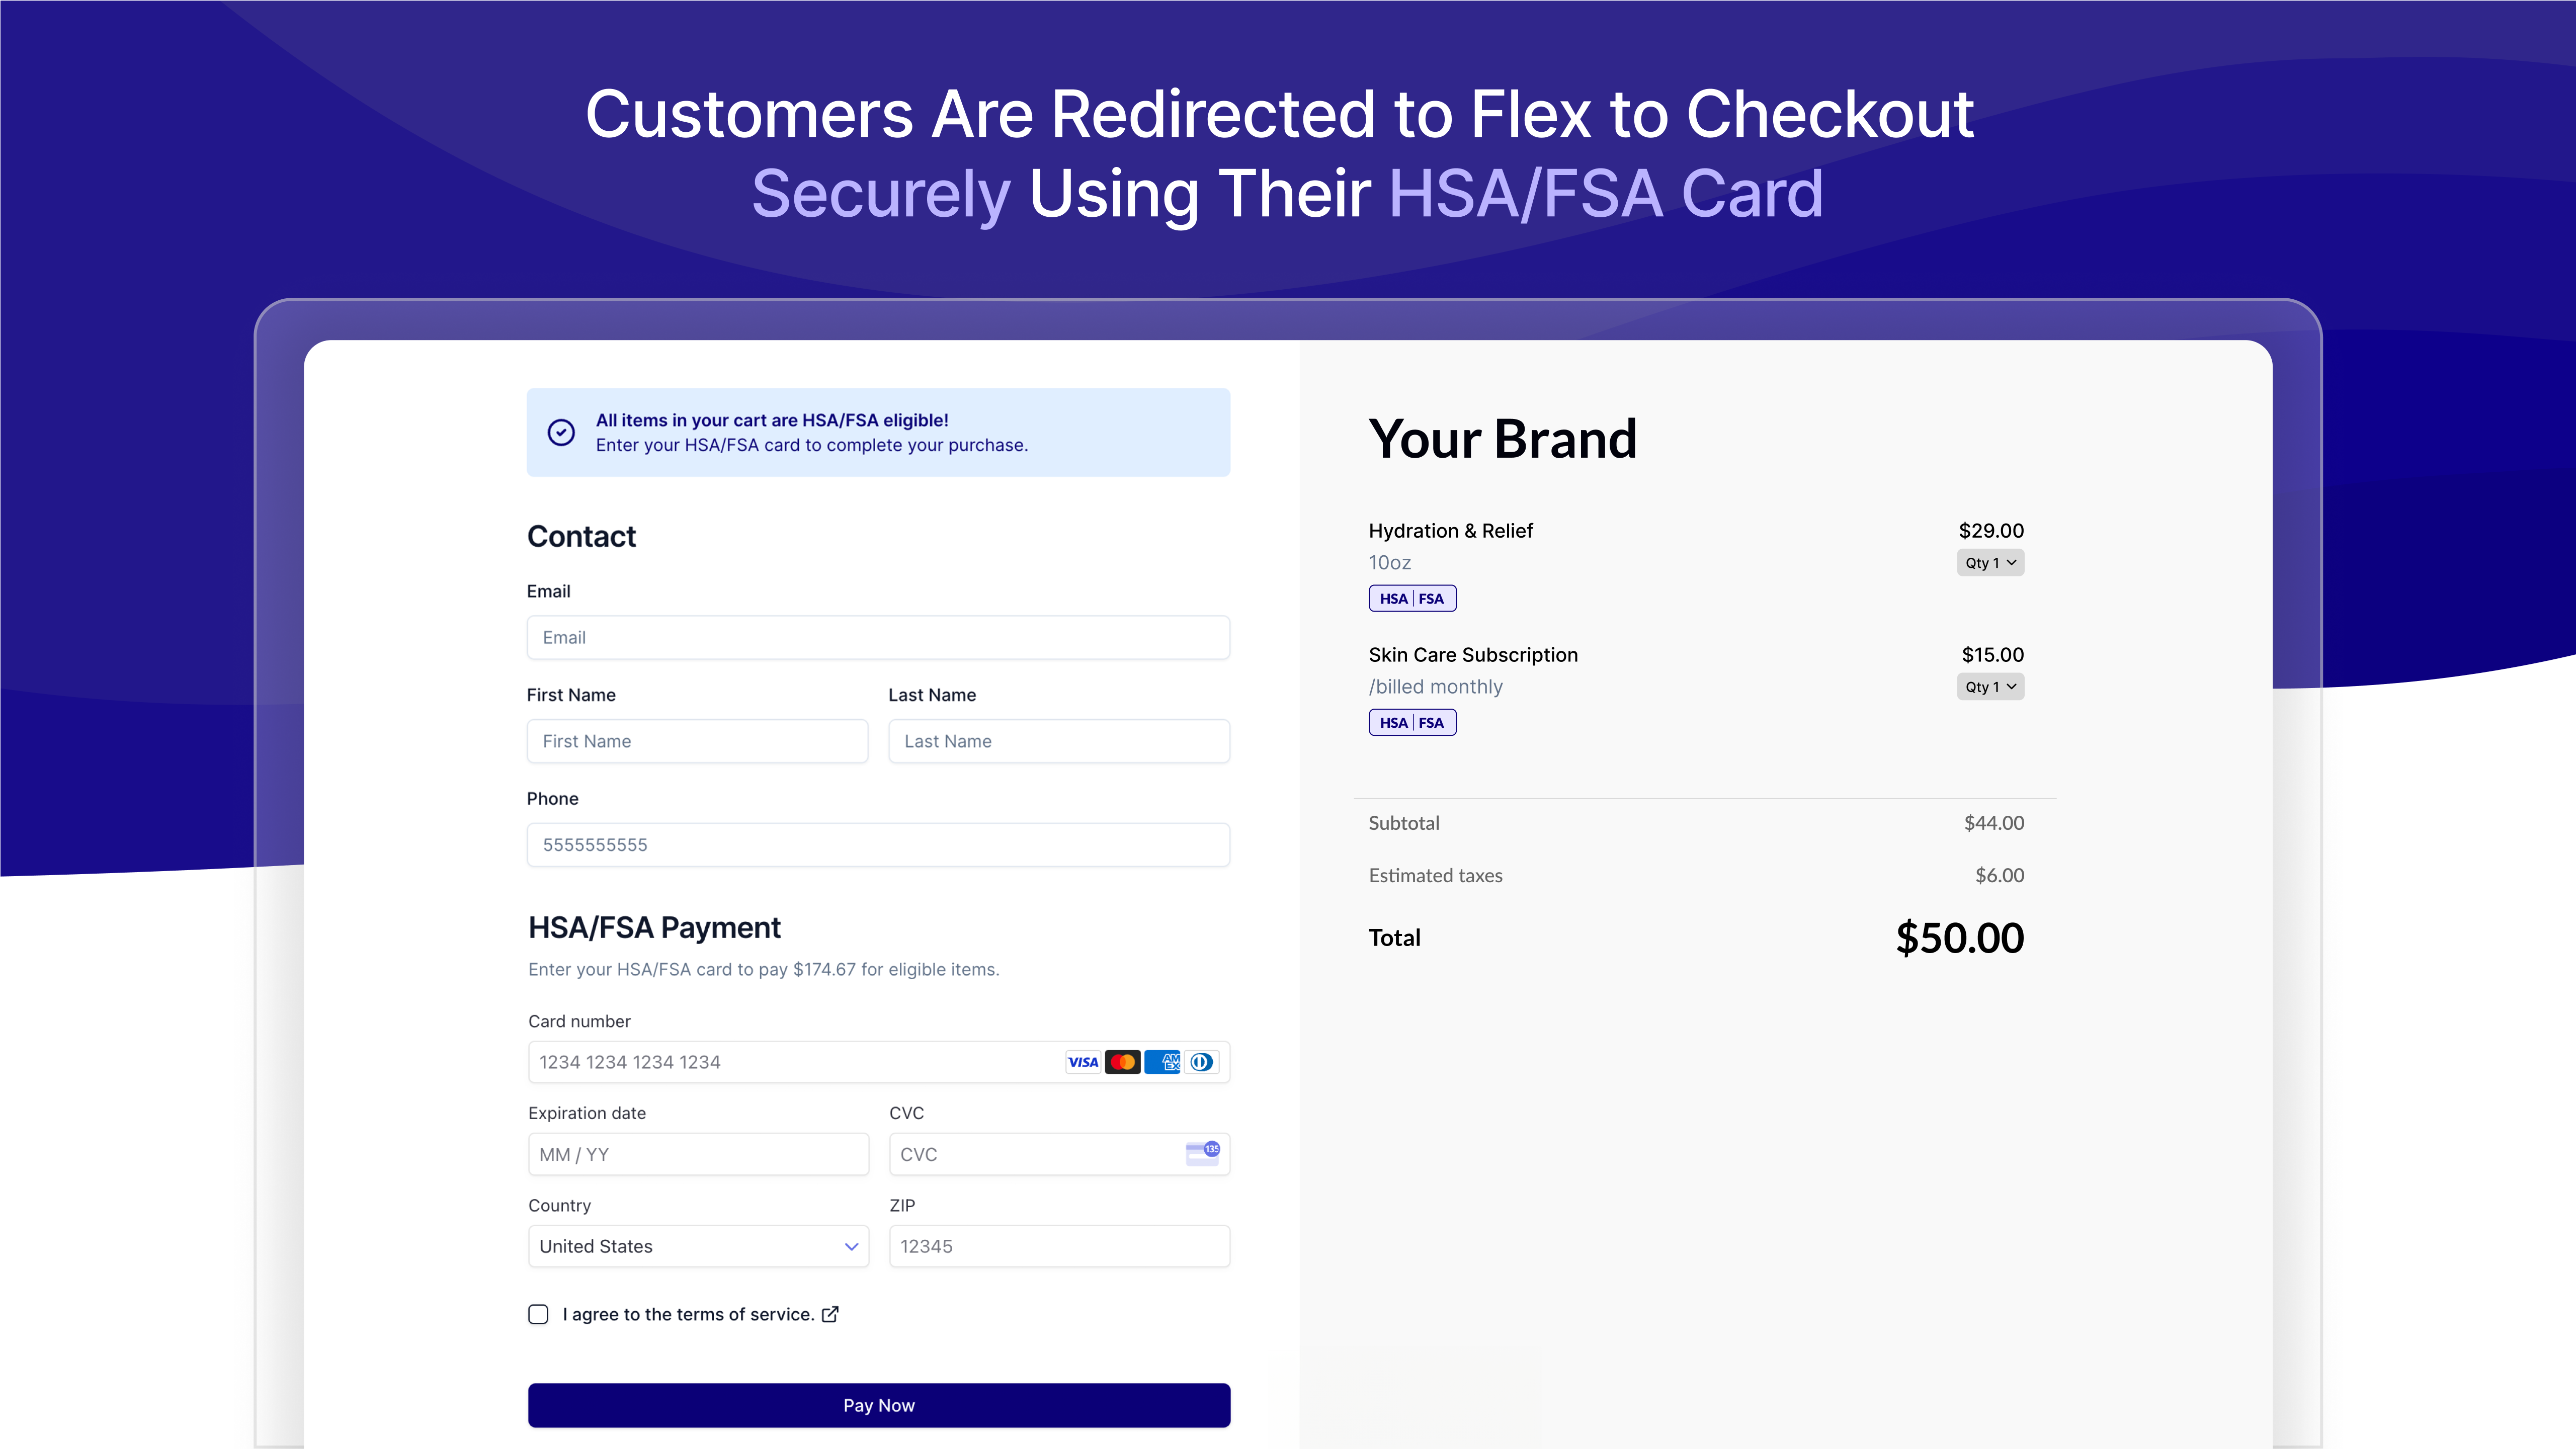 Customers Are Redirected to Flex to Checkout
Securely Using Their HSA/FSA Card
All items in your cart are HSA/FSA eligible!
Enter your HSA/FSA card to complete your purchase.
Contact
Email
Email
First Name
Last Name
First Name
Last Name
Phone
5555555555
HSA/FSA Payment
Enter your HSA/FSA card to pay $174.67 for eligible items.
Card number
1234 1234 1234 1234
VISA
AM
EX
Expiration date
CVC
MM / YY
CVC
135
Country
ZIP
United States
12345
I agree to the terms of service.
Pay Now
Your Brand
Hydration & Relief $29.00
10oz Qty 1
HSA | FSA
Skin Care Subscription $15.00
/billed monthly Qty 1
HSA | FSA
Subtotal $44.00
Estimated taxes $6.00
Total $50.00